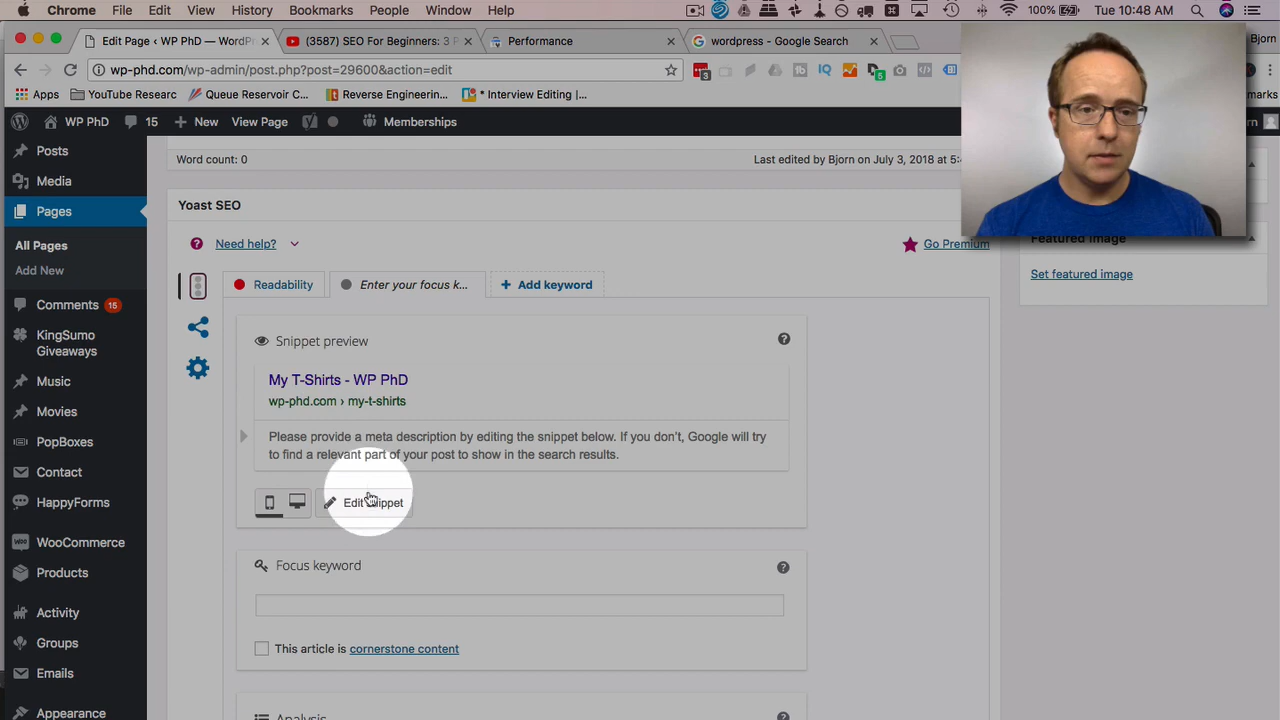 Chrome File Edit View History Bookmarks People Window Help 100% Tue 10:48 AM
Edit Page ‹ WP PhD — WordPr (3587) SEO For Beginners: 3 P Performance wordpress - Google Search Bjorn
wp-phd.com/wp-admin/post.php?post=29600&action=edit
Apps YouTube Researc Queue Reservoir C... Reverse Engineerin... * Interview Editing |...
WP PhD 15 New View Page Memberships
Posts
Media
Pages
All Pages
Add New
Comments 15
KingSumo
Giveaways
Music
Movies
PopBoxes
Contact
HappyForms
WooCommerce
Products
Activity
Groups
Emails
Appearance
Word count: 0 Last edited by Bjorn on July 3, 2018 at
Yoast SEO
Need help? Go Premium
Readability Enter your focus k... + Add keyword
Snippet preview
My T-Shirts - WP PhD
wp-phd.com › my-t-shirts
Please provide a meta description by editing the snippet below. If you don't, Google will try
to find a relevant part of your post to show in the search results.
Edit snippet
Focus keyword
This article is cornerstone content
Analysis
Featured Image
Set featured image